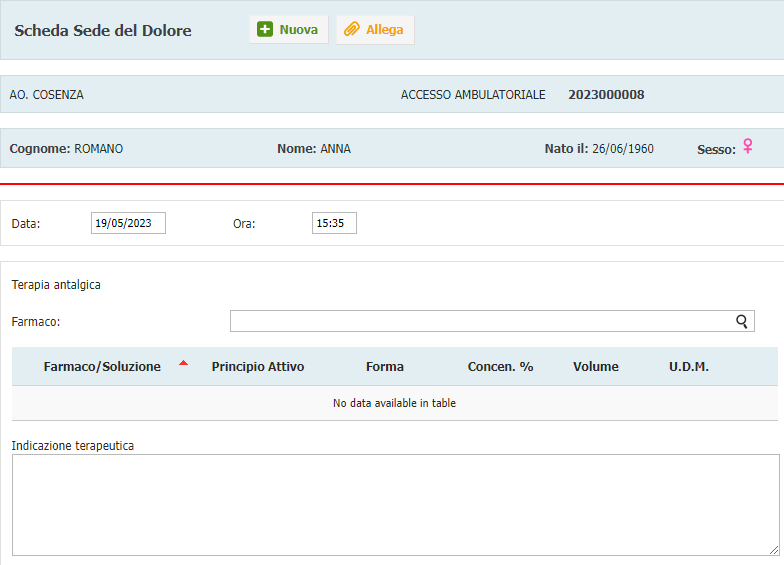 Scheda Sede del Dolore Nuova Allega
AO. COSENZA ACCESSO AMBULATORIALE 2023000008
Cognome: ROMANO Nome: ANNA Nato il: 26/06/1960 Sesso:
Data: 19/05/2023 Ora: 15:35
Terapia antalgica
Farmaco:
Farmaco/Soluzione Principio Attivo Forma Concen. % Volume U.D.M.
No data available in table
Indicazione terapeutica